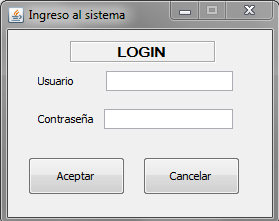 Ingreso al sistema
LOGIN
Usuario
Contraseña
Aceptar
Cancelar